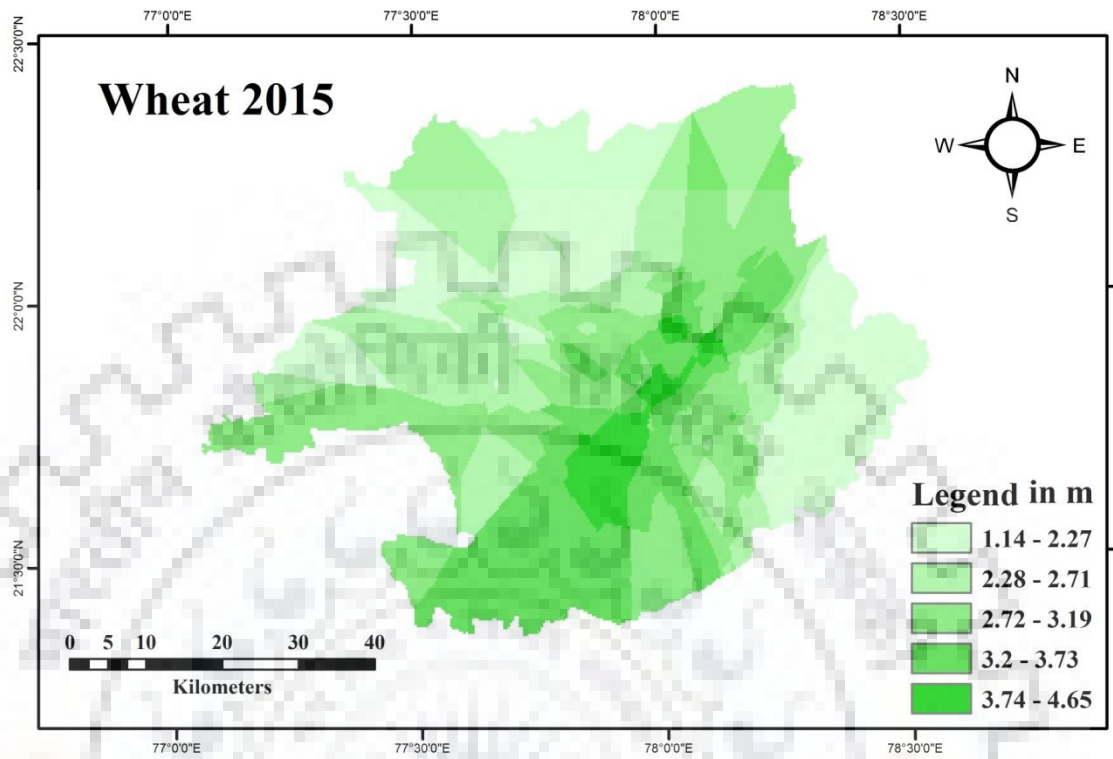 77°0'0"E 77°30'0"E 78°0'0"E 78°30'0"E
22°30'0"N
Wheat 2015
N
W E
S
22°0'0"N
21°30'0"N
Legend in m
1.14 - 2.27
2.28 - 2.71
2.72 - 3.19
3.2 - 3.73
3.74 - 4.65
0 5 10 20 30 40
Kilometers
77°0'0"E 77°30'0"E 78°0'0"E 78°30'0"E